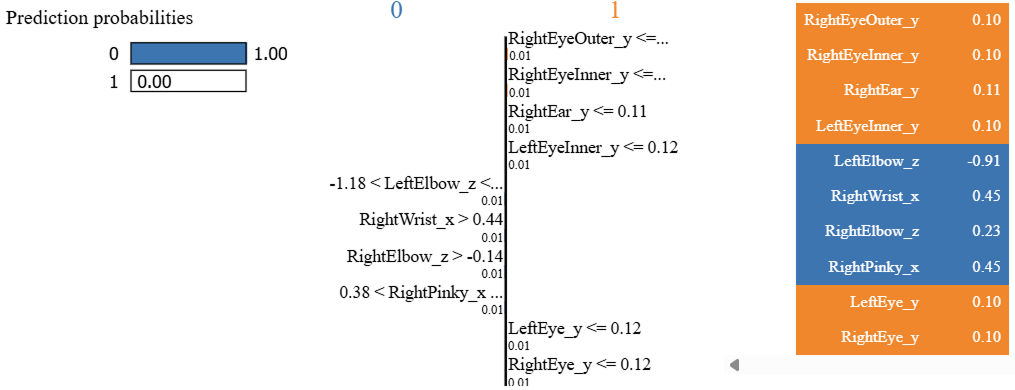 Prediction probabilities
0 1.00
1 0.00
0 1
RightEyeOuter_y <=...
0.01
RightEyeInner_y <=...
0.01
RightEar_y <= 0.11
0.01
LeftEyeInner_y <= 0.12
0.01
-1.18 < LeftElbow_z <...
0.01
RightWrist_x > 0.44
0.01
RightElbow_z > -0.14
0.01
0.38 < RightPinky_x ...
0.01
LeftEye_y <= 0.12
0.01
RightEye_y <= 0.12
0.01
RightEyeOuter_y 0.10
RightEyeInner_y 0.10
RightEar_y 0.11
LeftEyeInner_y 0.10
LeftElbow_z -0.91
RightWrist_x 0.45
RightElbow_z 0.23
RightPinky_x 0.45
LeftEye_y 0.10
RightEye_y 0.10